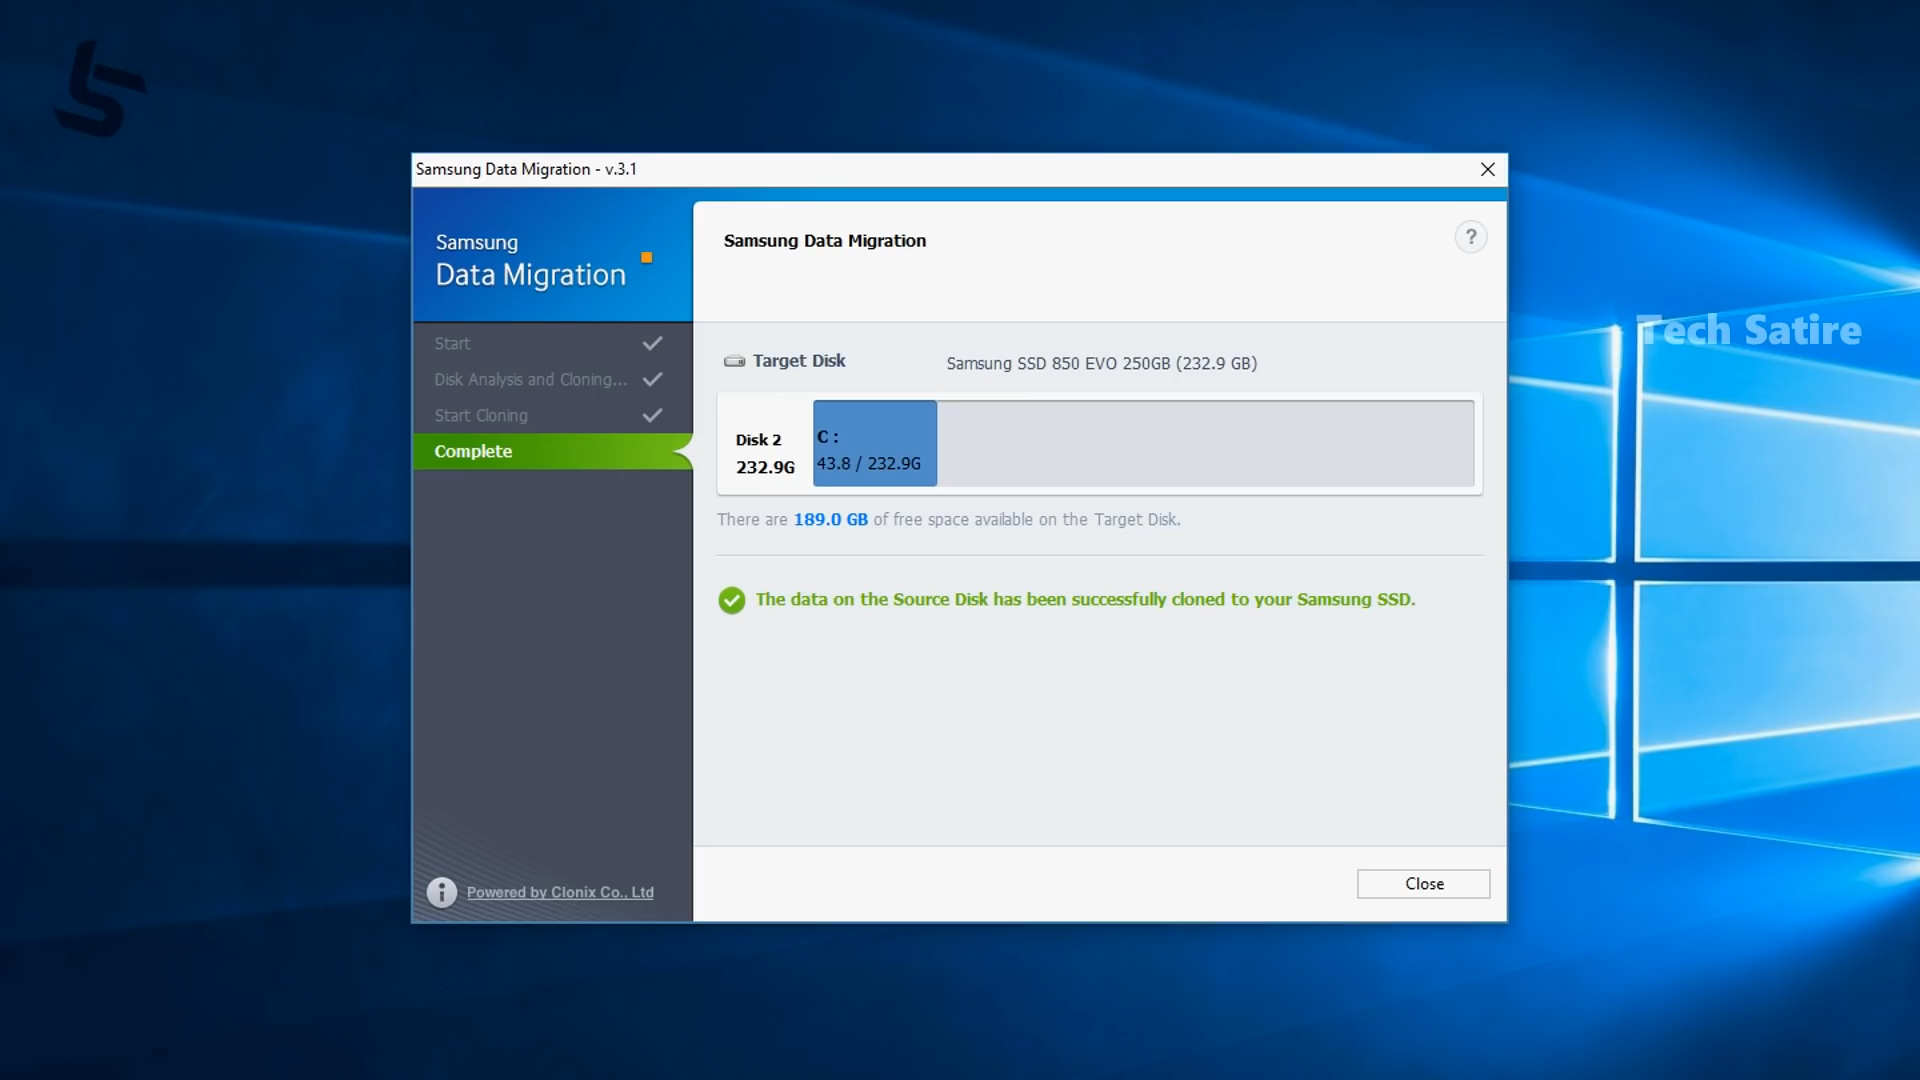 Samsung Data Migration - v.3.1
Samsung
Data Migration
Samsung Data Migration
?
Tech Satire
Start
Disk Analysis and Cloning...
Start Cloning
Complete
Target Disk
Samsung SSD 850 EVO 250GB (232.9 GB)
Disk 2
232.9G
C :
43.8 / 232.9G
There are 189.0 GB of free space available on the Target Disk.
The data on the Source Disk has been successfully cloned to your Samsung SSD.
Powered by Clonix Co., Ltd
Close